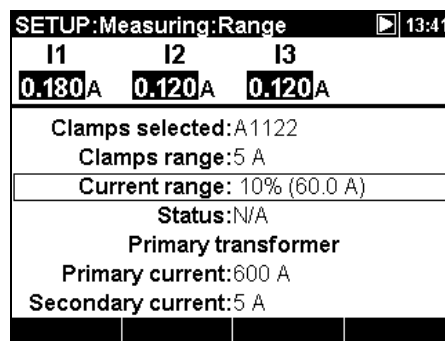 SETUP:Measuring:Range 13:41
I1 I2 I3
0.180A 0.120A 0.120A
Clamps selected:A1122
Clamps range:5 A
Current range: 10% (60.0 A)
Status:N/A
Primary transformer
Primary current:600 A
Secondary current:5 A